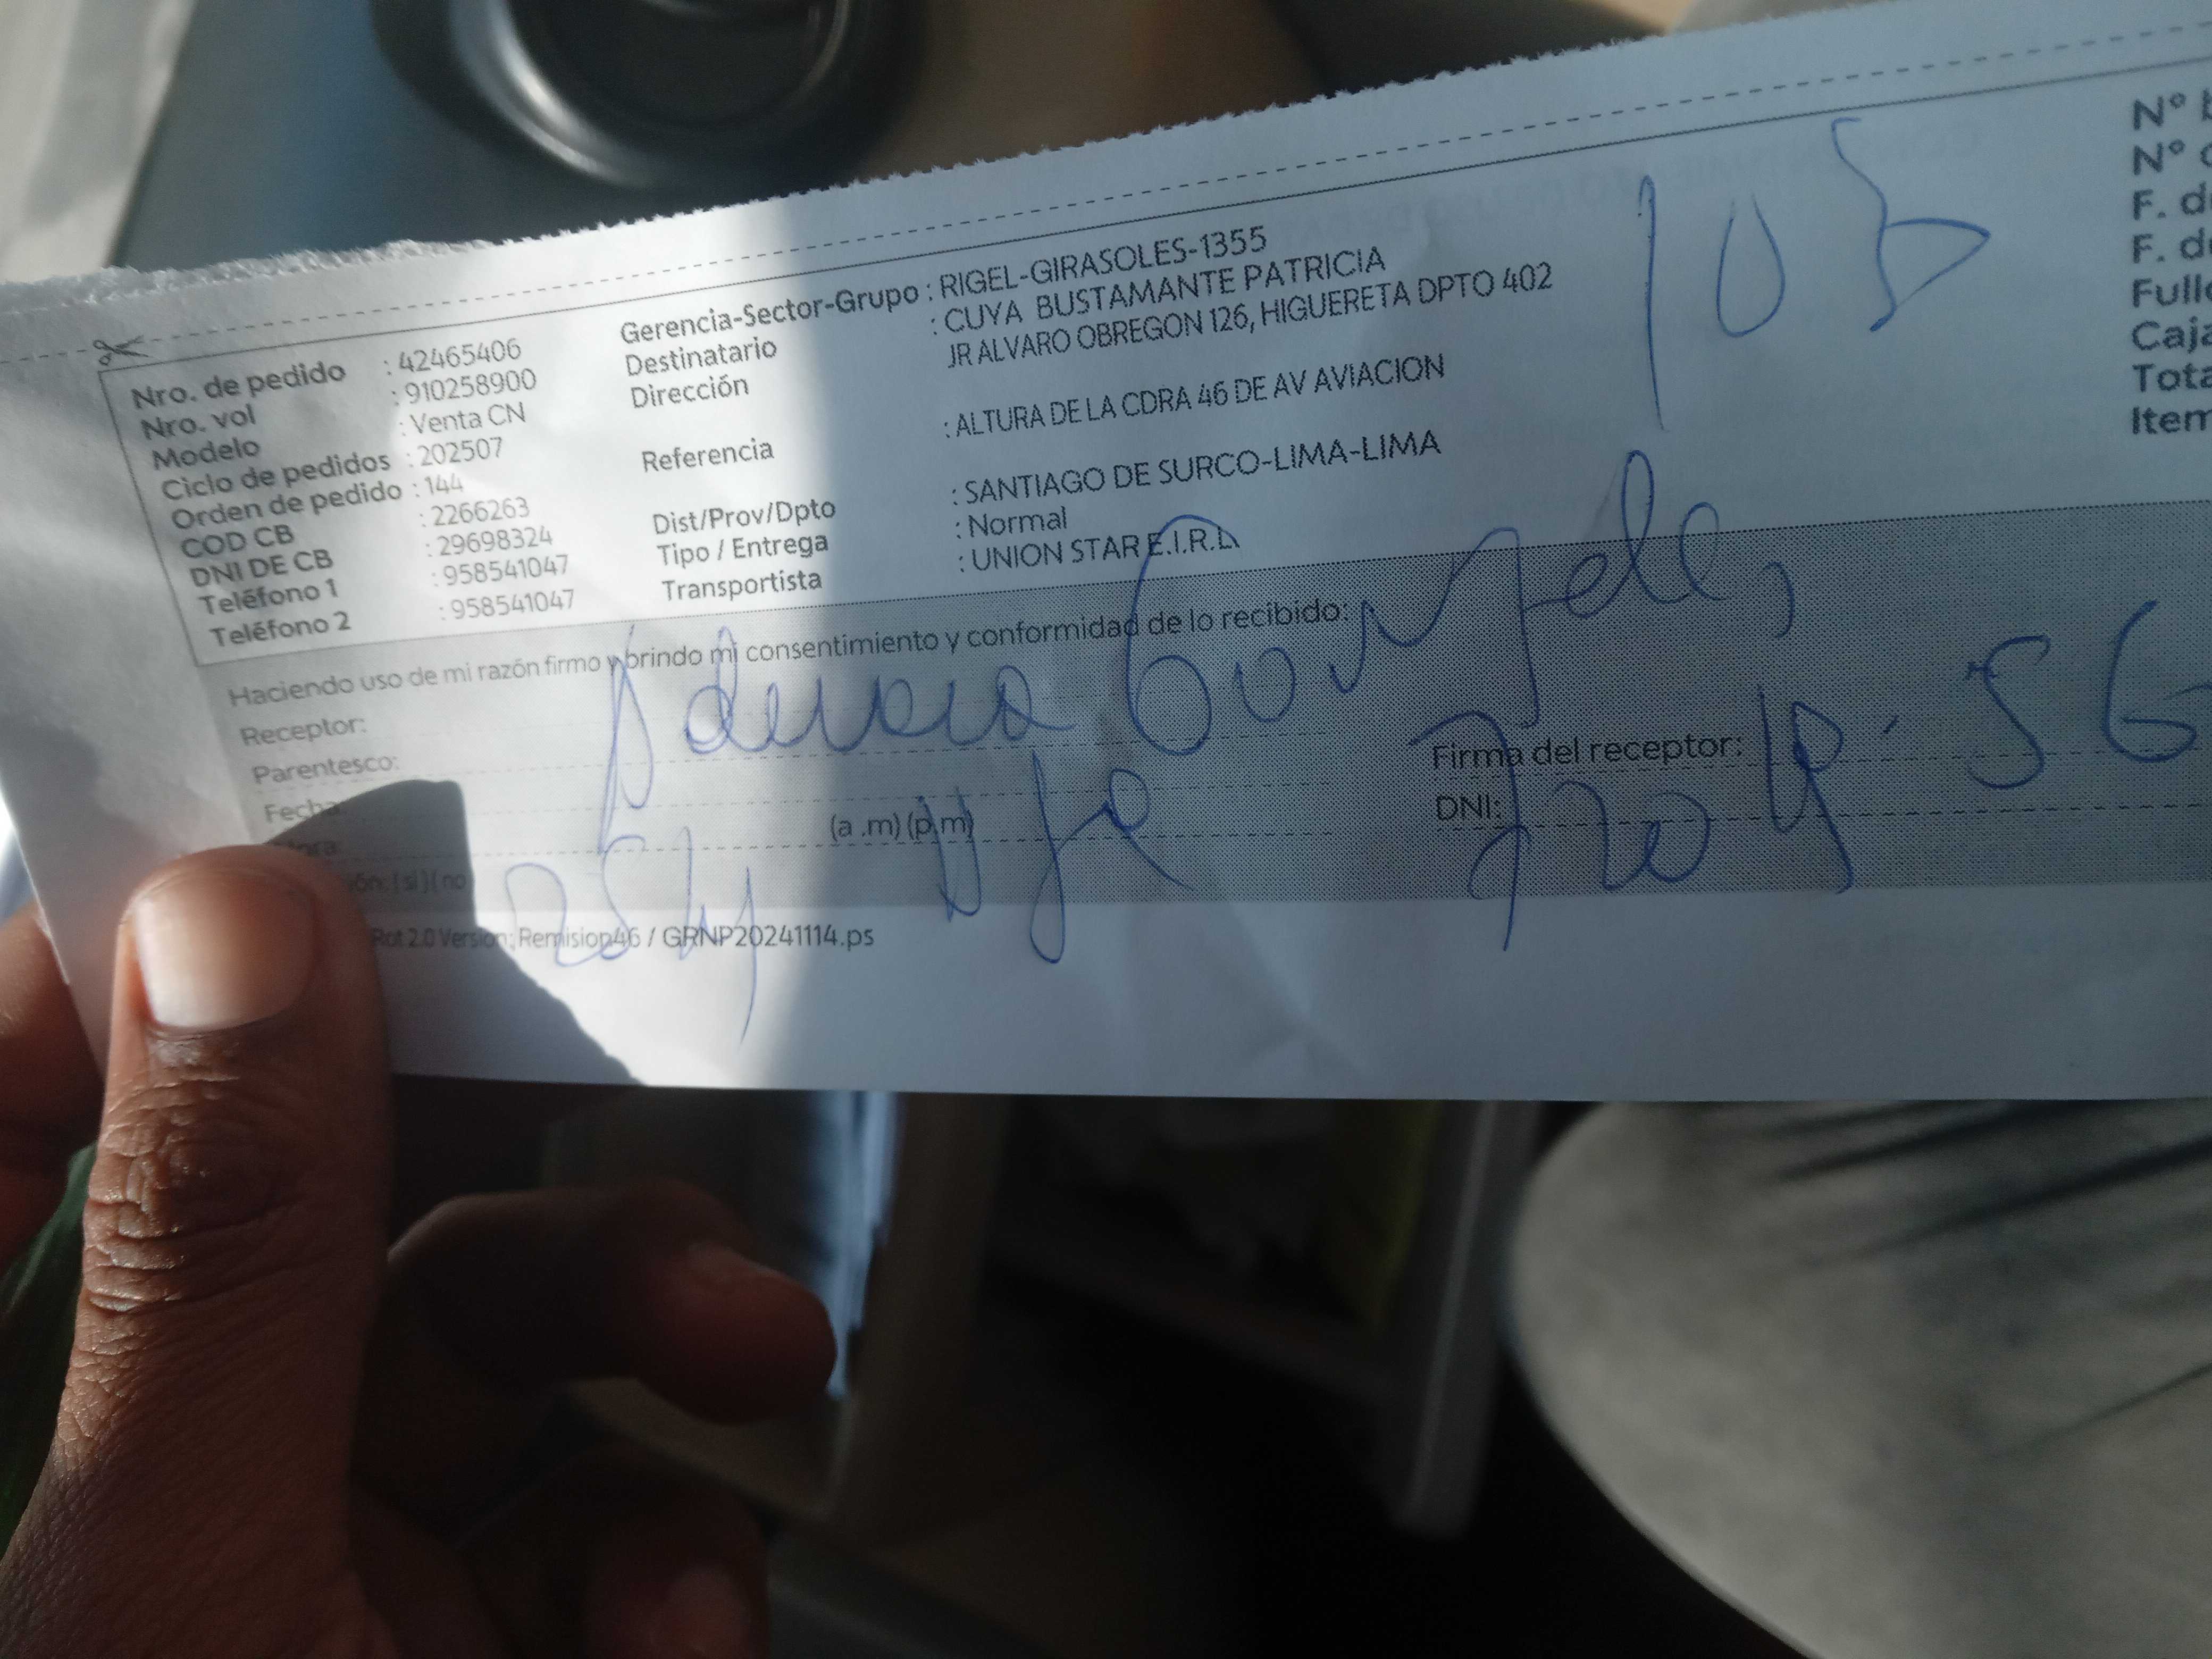 Nro. de pedido : 42465406
Nro. vol : 910258900
Modelo : Venta CN
Ciclo de pedidos : 202507
Orden de pedido : 144
COD CB : 2266263
DNI DE CB : 29698324
Teléfono 1 : 958541047
Teléfono 2 : 958541047
Gerencia-Sector-Grupo : RIGEL-GIRASOLES-1355
Destinatario : CUYA BUSTAMANTE PATRICIA
Dirección JR ALVARO OBREGON 126, HIGUERETA DPTO 402
Referencia : ALTURA DE LA CDRA 46 DE AV AVIACION
Dist/Prov/Dpto : SANTIAGO DE SURCO-LIMA-LIMA
Tipo / Entrega : Normal
Transportista : UNION STAR E.I.R.L.
105
N°
N°
F. d
F. d
Caja
Tota
Item
Haciendo uso de mi razón firmo y brindo mi consentimiento y conformidad de lo recibido:
Receptor:
Parentesco:
Fecha:
(a .m) (p.m)
( si ) ( no
Firma del receptor:
DNI:
Rot 2.0 Version: Remision46 / GRNP20241114.ps